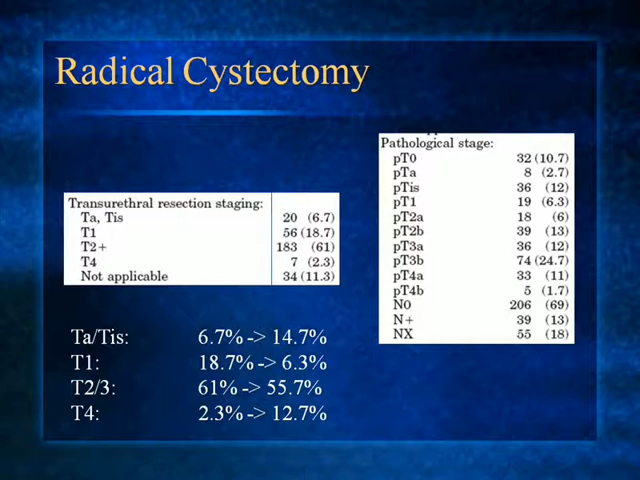 Radical Cystectomy
Transurethral resection staging:
Ta, Tis 20 (6.7)
T1 56 (18.7)
T2+ 183 (61)
T4 7 (2.3)
Not applicable 34 (11.3)
Pathological stage:
pT0 32 (10.7)
pTa 8 (2.7)
pTis 36 (12)
pT1 19 (6.3)
pT2a 18 (6)
pT2b 39 (13)
pT3a 36 (12)
pT3b 74 (24.7)
pT4a 33 (11)
pT4b 5 (1.7)
N0 206 (69)
N+ 39 (13)
NX 55 (18)
Ta/Tis: 6.7% -> 14.7%
T1: 18.7% -> 6.3%
T2/3: 61% -> 55.7%
T4: 2.3% -> 12.7%